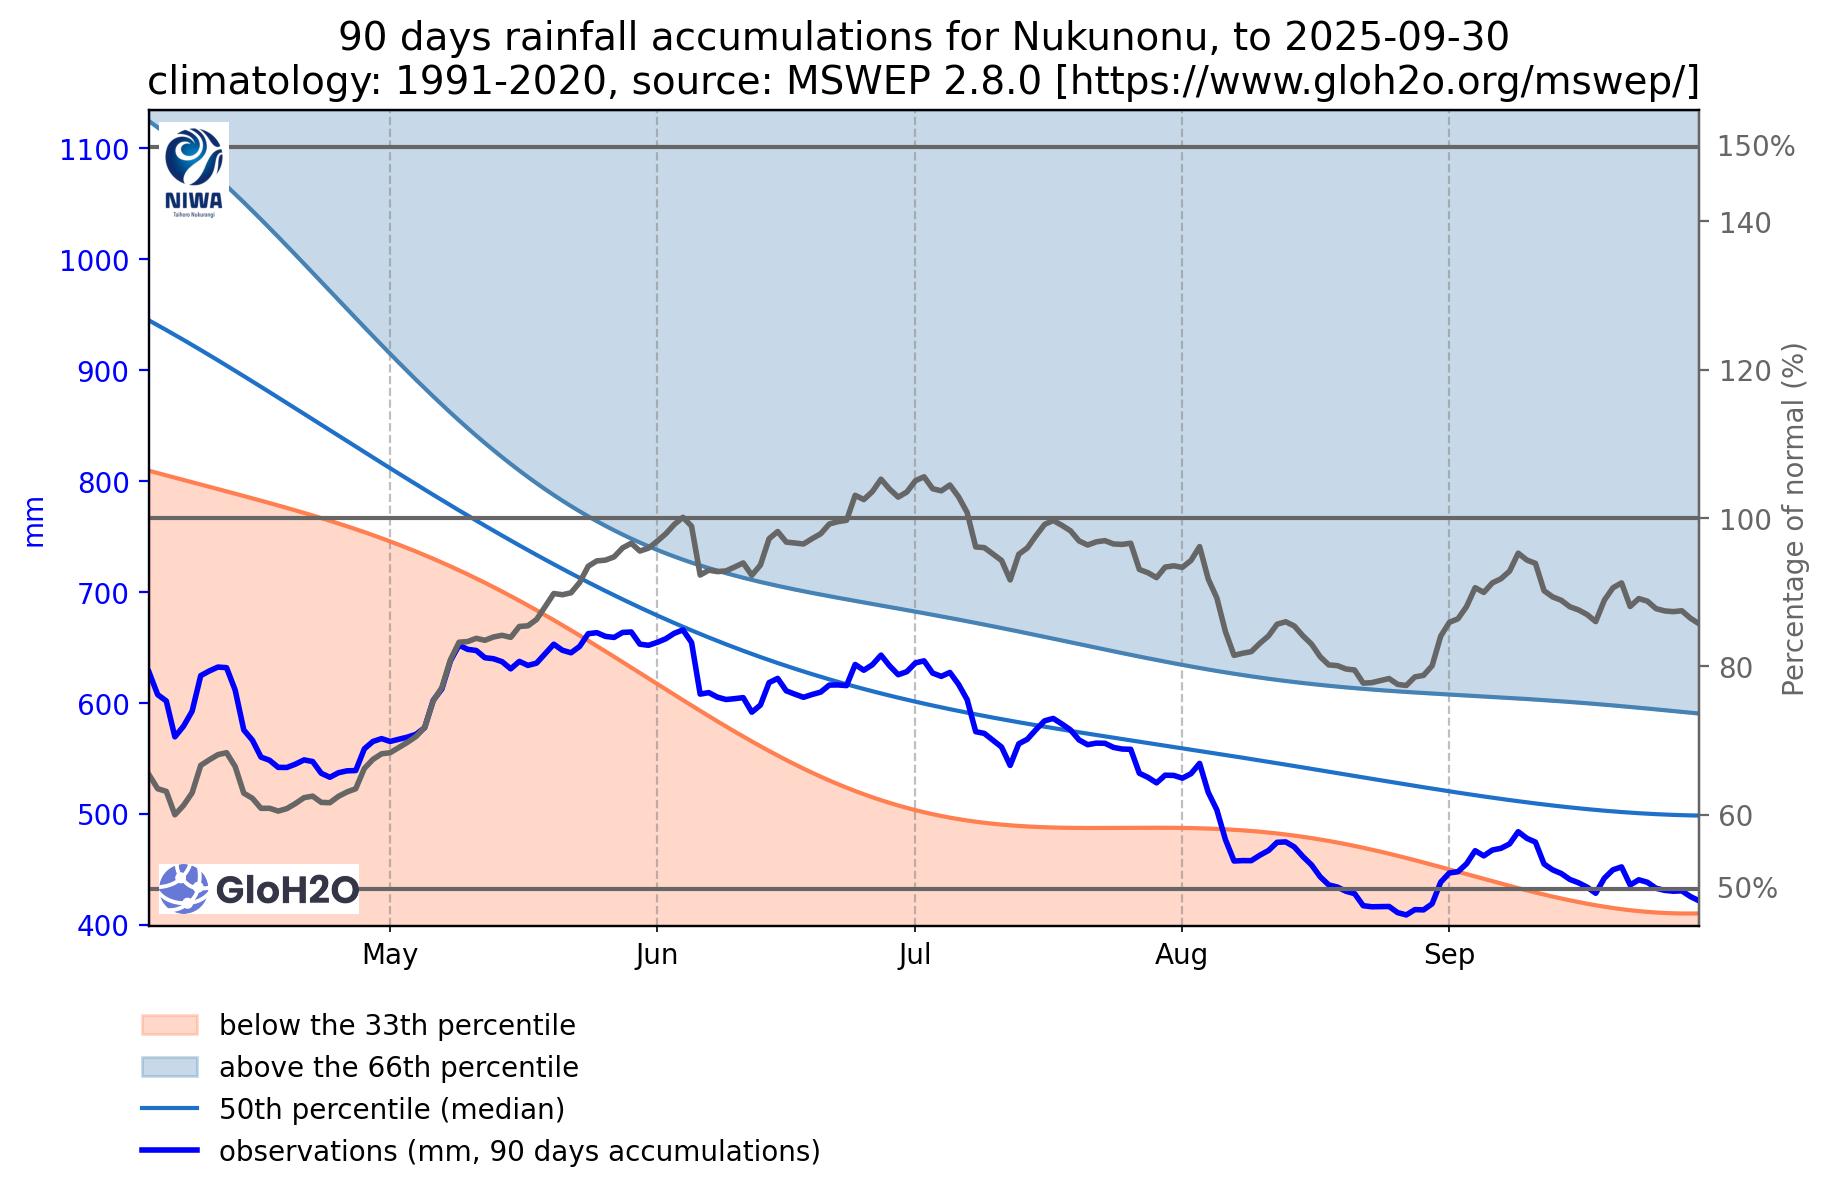 90 days rainfall accumulations for Nukunonu, to 2025-09-30
climatology: 1991-2020, source: MSWEP 2.8.0 [https://www.gloh2o.org/mswep/]
NIWA
Taihoro Nukurangi
1100
1000
900
800
700
600
500
400
mm
150%
140
120
100
80
60
50%
Percentage of normal (%)
GloH2O
May
Jun
Jul
Aug
Sep
below the 33th percentile
above the 66th percentile
50th percentile (median)
observations (mm, 90 days accumulations)